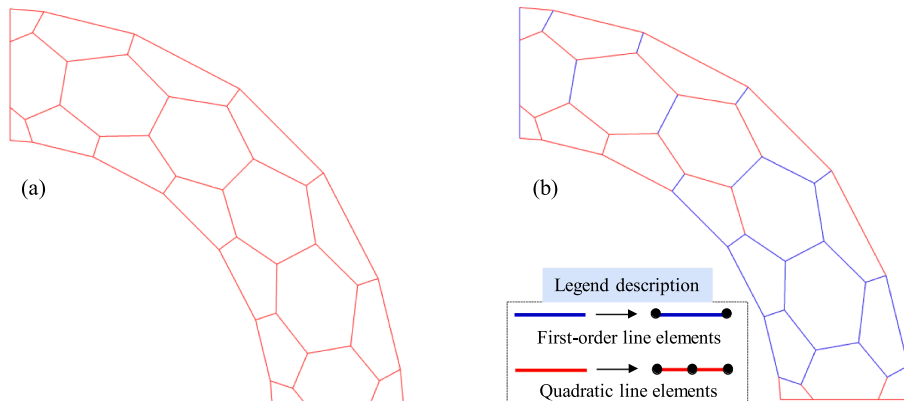 (a)
(b)
Legend description
First-order line elements
Quadratic line elements